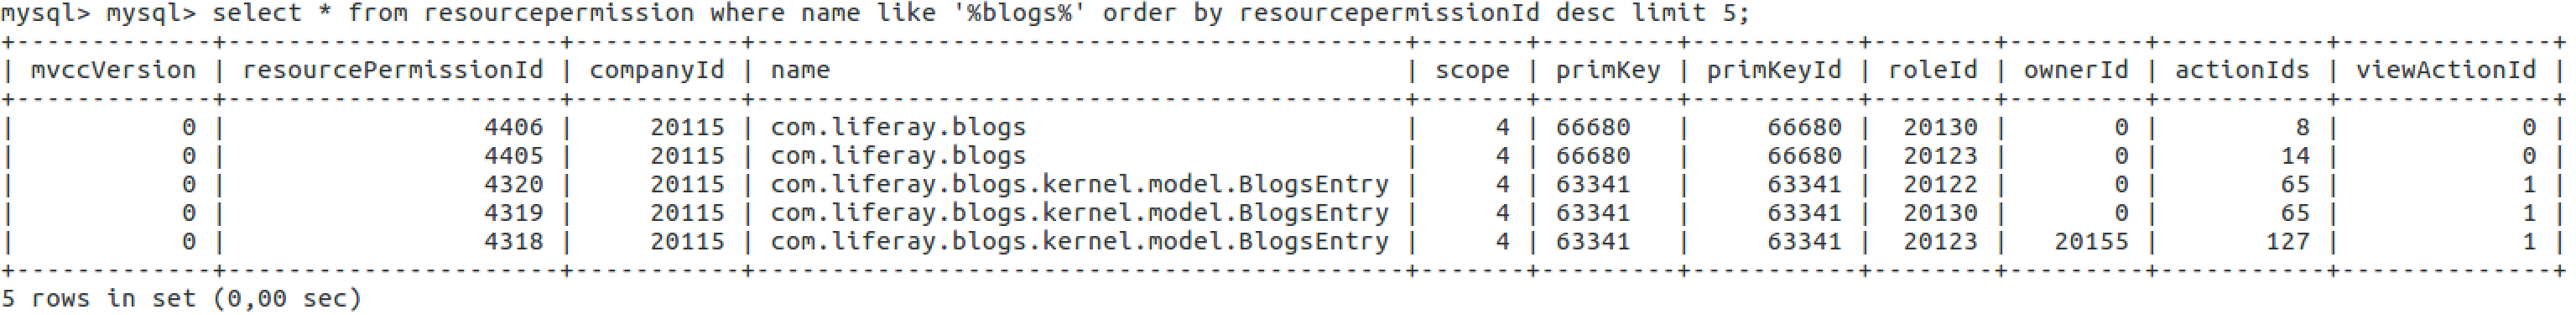 mysql> mysql> select * from resourcepermission where name like '%blogs%' order by resourcepermissionId desc limit 5;
+-------------+----------------------+-----------+------------------------------------------+-------+---------+-----------+--------+---------+-----------+--------------+
| mvccVersion | resourcePermissionId | companyId | name                                     | scope | primKey | primKeyId | roleId | ownerId | actionIds | viewActionId |
+-------------+----------------------+-----------+------------------------------------------+-------+---------+-----------+--------+---------+-----------+--------------+
|           0 |                 4406 |     20115 | com.liferay.blogs                        |     4 | 66680   |     66680 |  20130 |       0 |         8 |            0 |
|           0 |                 4405 |     20115 | com.liferay.blogs                        |     4 | 66680   |     66680 |  20123 |       0 |        14 |            0 |
|           0 |                 4320 |     20115 | com.liferay.blogs.kernel.model.BlogsEntry |     4 | 63341   |     63341 |  20122 |       0 |        65 |            1 |
|           0 |                 4319 |     20115 | com.liferay.blogs.kernel.model.BlogsEntry |     4 | 63341   |     63341 |  20130 |       0 |        65 |            1 |
|           0 |                 4318 |     20115 | com.liferay.blogs.kernel.model.BlogsEntry |     4 | 63341   |     63341 |  20123 |   20155 |       127 |            1 |
+-------------+----------------------+-----------+------------------------------------------+-------+---------+-----------+--------+---------+-----------+--------------+
5 rows in set (0,00 sec)